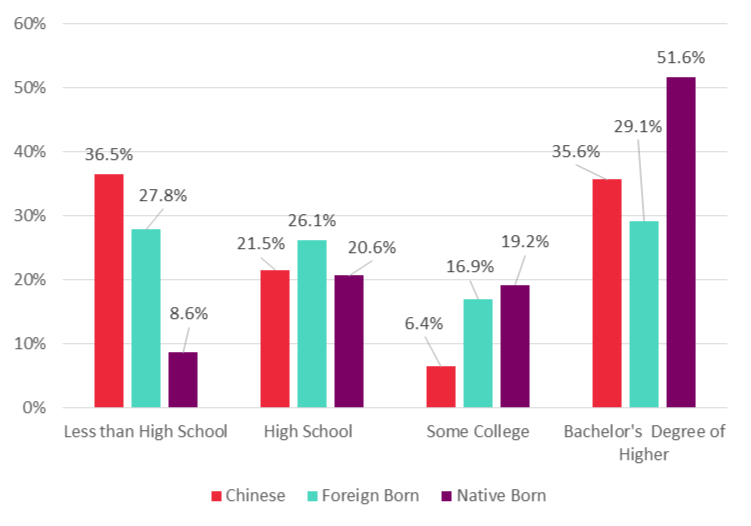 60%
51.6%
50%
40%
36.5%
35.6%
29.1%
30%
27.8%
26.1%
21.5%
20.6%
20%
19.2%
16.9%
10%
8.6%
6.4%
0%
Less than High School
High School
Some College
Bachelor's Degree of
Higher
Chinese
Foreign Born
Native Born